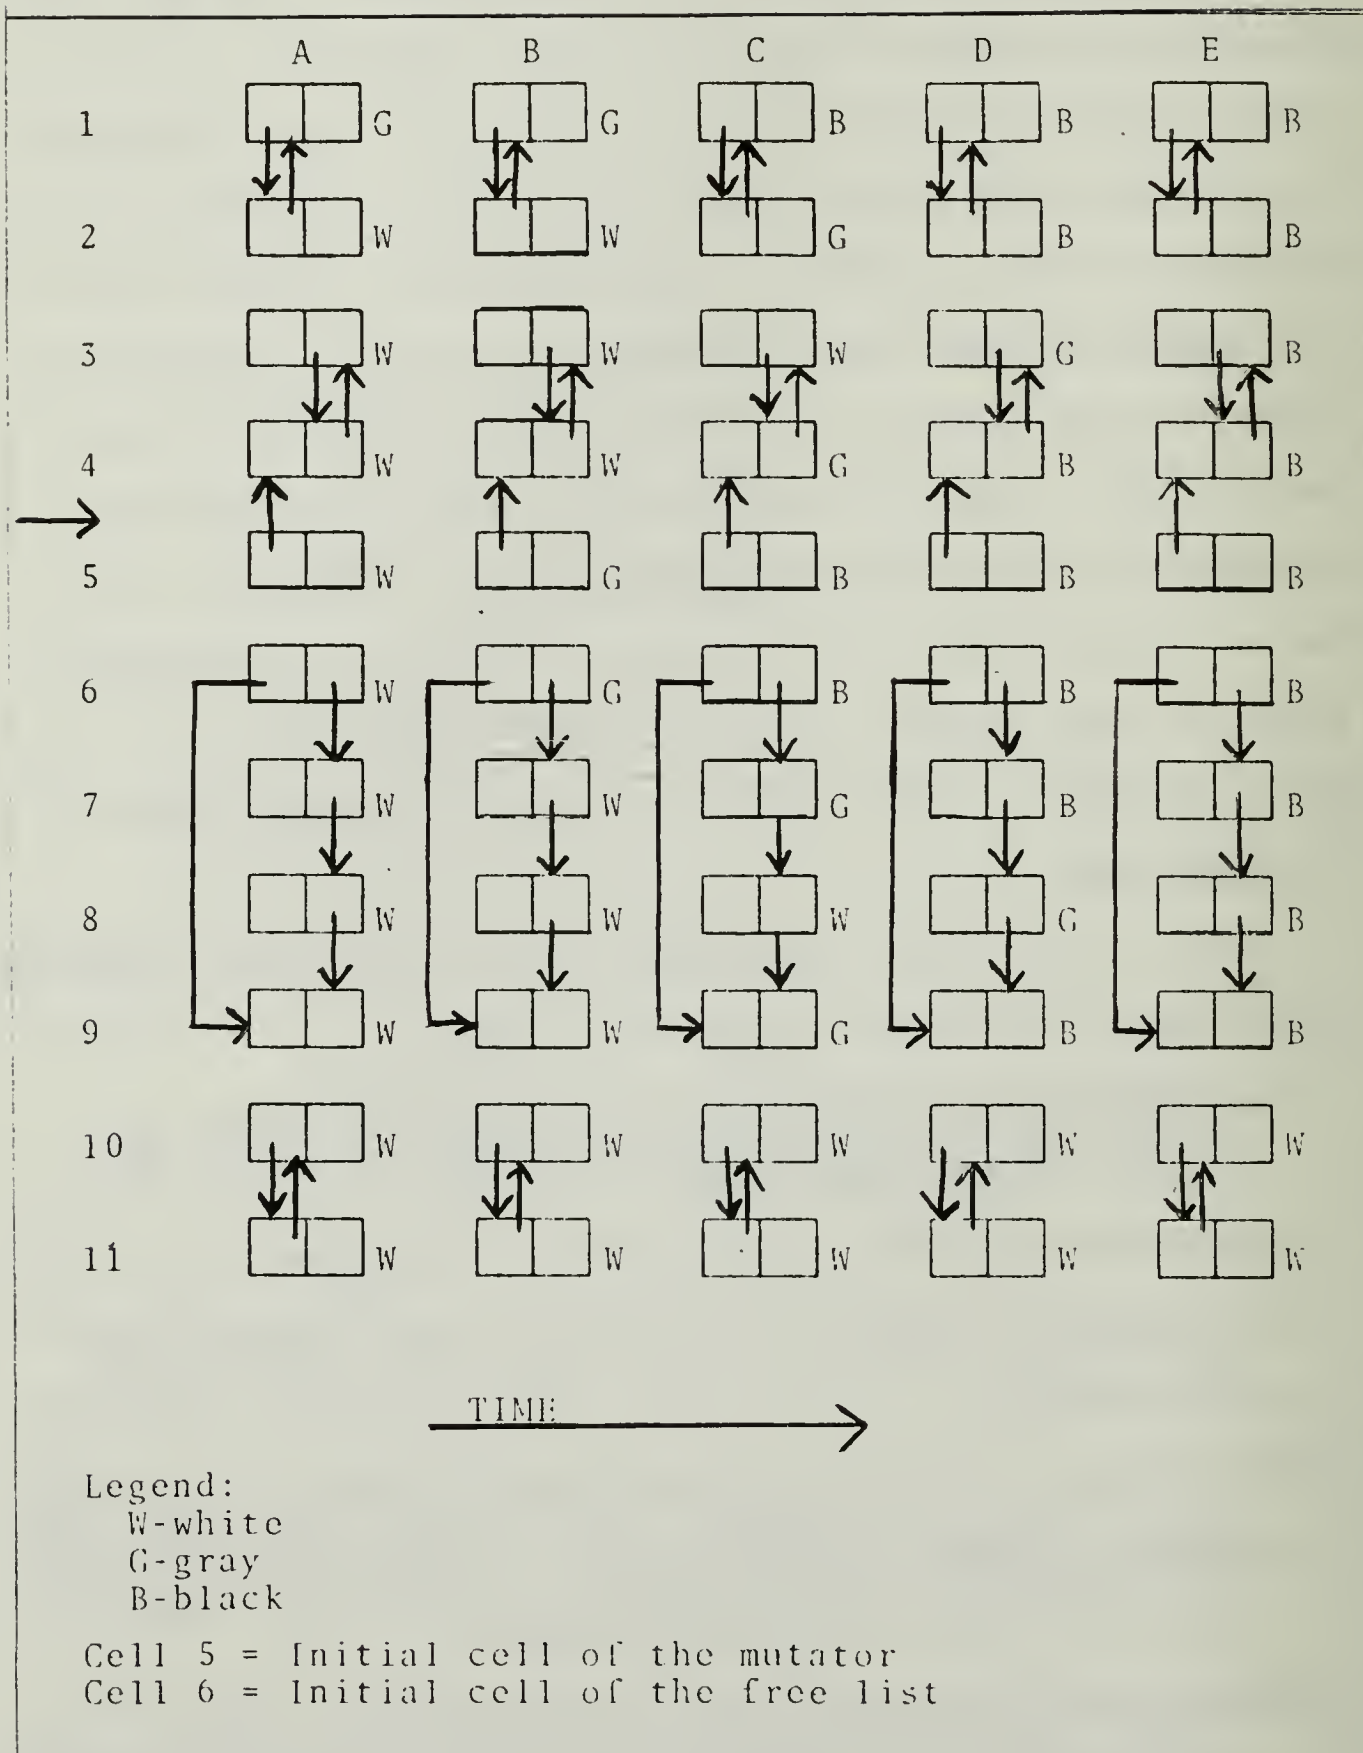 A B C D E
1 G G B B B
2 W W G B B
3 W W W G B
4 W W G B B
5 W G B B B
6 W G B B B
7 W W G B B
8 W W W G B
9 W W G B B
10 W W W W W
11 W W W W W
TIME
Legend:
W-white
G-gray
B-black
Cell 5 = Initial cell of the mutator
Cell 6 = Initial cell of the free list